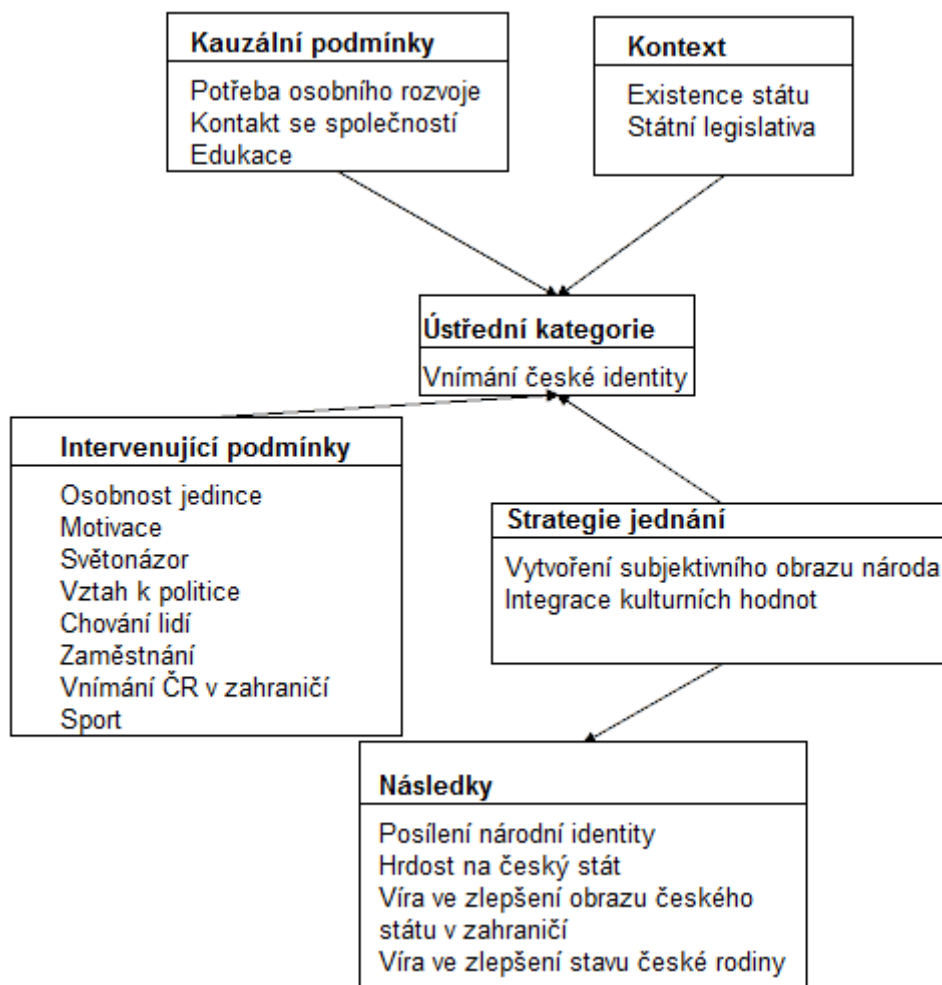 Kauzální podmínky
Potřeba osobního rozvoje
Kontakt se společností
Edukace
Kontext
Existence státu
Státní legislativa
Ústřední kategorie
Vnímání české identity
Intervenující podmínky
Osobnost jedince
Motivace
Světonázor
Vztah k politice
Chování lidí
Zaměstnání
Vnímání ČR v zahraničí
Sport
Strategie jednání
Vytvoření subjektivního obrazu národa
Integrace kulturních hodnot
Následky
Posílení národní identity
Hrdost na český stát
Víra ve zlepšení obrazu českého
státu v zahraničí
Víra ve zlepšení stavu české rodiny